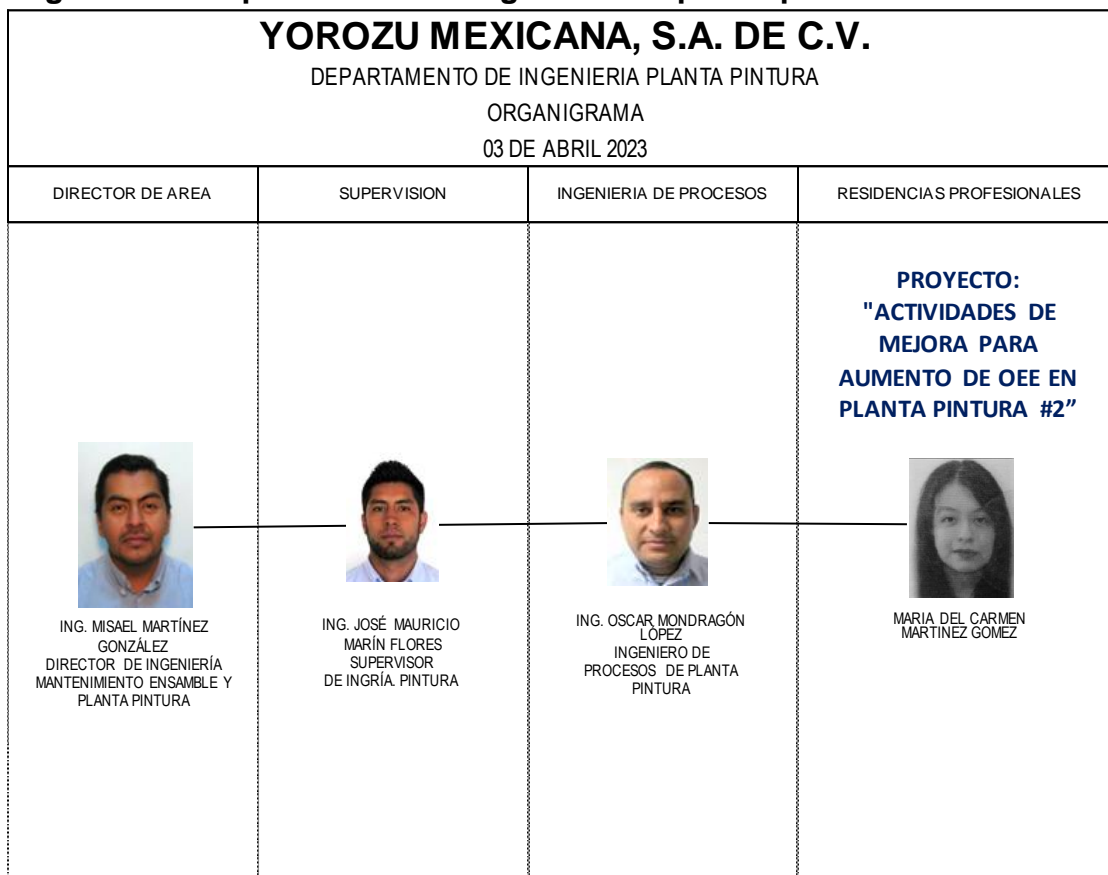 YOROZU MEXICANA, S.A. DE C.V.
DEPARTAMENTO DE INGENIERIA PLANTA PINTURA
ORGANIGRAMA
03 DE ABRIL 2023
DIRECTOR DE AREA
SUPERVISION
INGENIERIA DE PROCESOS
RESIDENCIAS PROFESIONALES
PROYECTO:
"ACTIVIDADES DE
MEJORA PARA
AUMENTO DE OEE EN
PLANTA PINTURA #2”
ING. MISAEL MARTÍNEZ
GONZÁLEZ
DIRECTOR DE INGENIERÍA
MANTENIMIENTO ENSAMBLE Y
PLANTA PINTURA
ING. JOSÉ MAURICIO
MARÍN FLORES
SUPERVISOR
DE INGRÍA. PINTURA
ING. OSCAR MONDRAGÓN
LÓPEZ
INGENIERO DE
PROCESOS DE PLANTA
PINTURA
MARIA DEL CARMEN
MARTINEZ GOMEZ